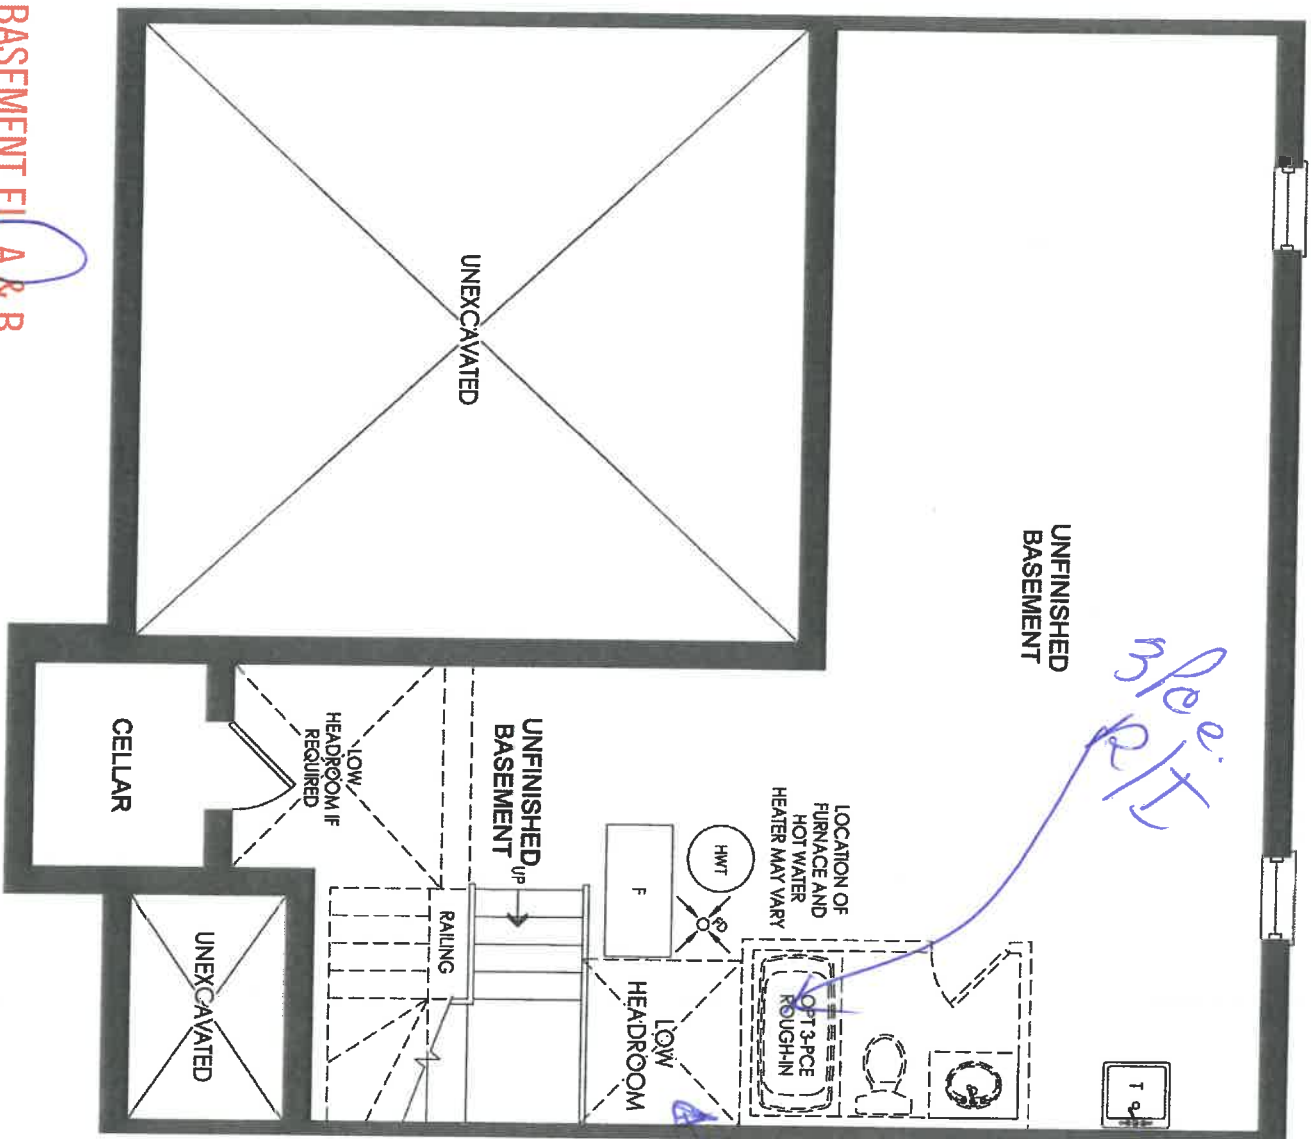 BASEMENT EL A & B
UNEXCAVATED
UNFINISHED
BASEMENT
3 Pce.
R/I
LOCATION OF
FURNACE AND
HOT WATER
HEATER MAY VARY
HWT
FD
F
UNFINISHED
BASEMENT
UP
RAILING
LOW
HEADROOM IF
REQUIRED
CELLAR
UNEXCAVATED
LOW
HEADROOM
OPT 3-PCE
ROUGH-IN
T